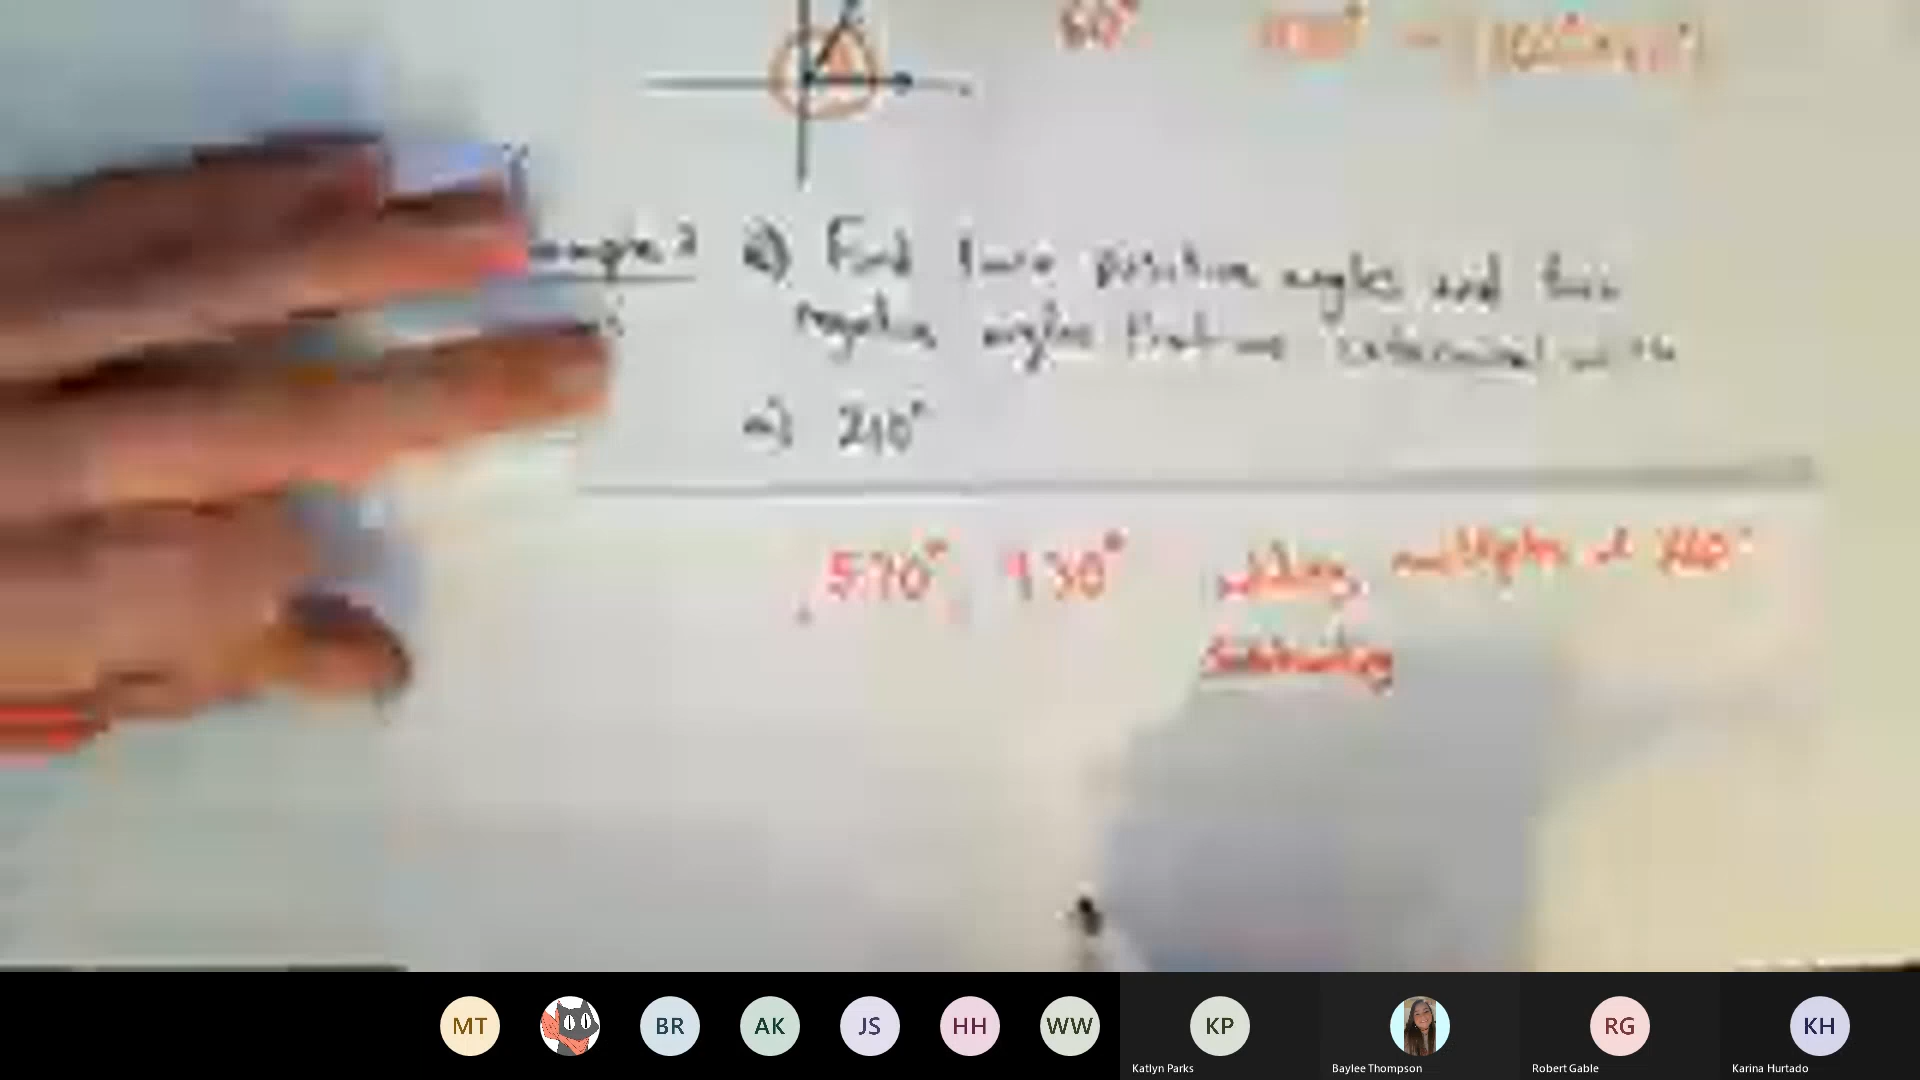 60°
Find two positive angles and two
negative angles that are coterminal with
a) 210°
570°, 930° adding multiples of 360°
Subtracting
MT BR AK JS HH WW KP RG KH
Katlyn Parks Baylee Thompson Robert Gable Karina Hurtado